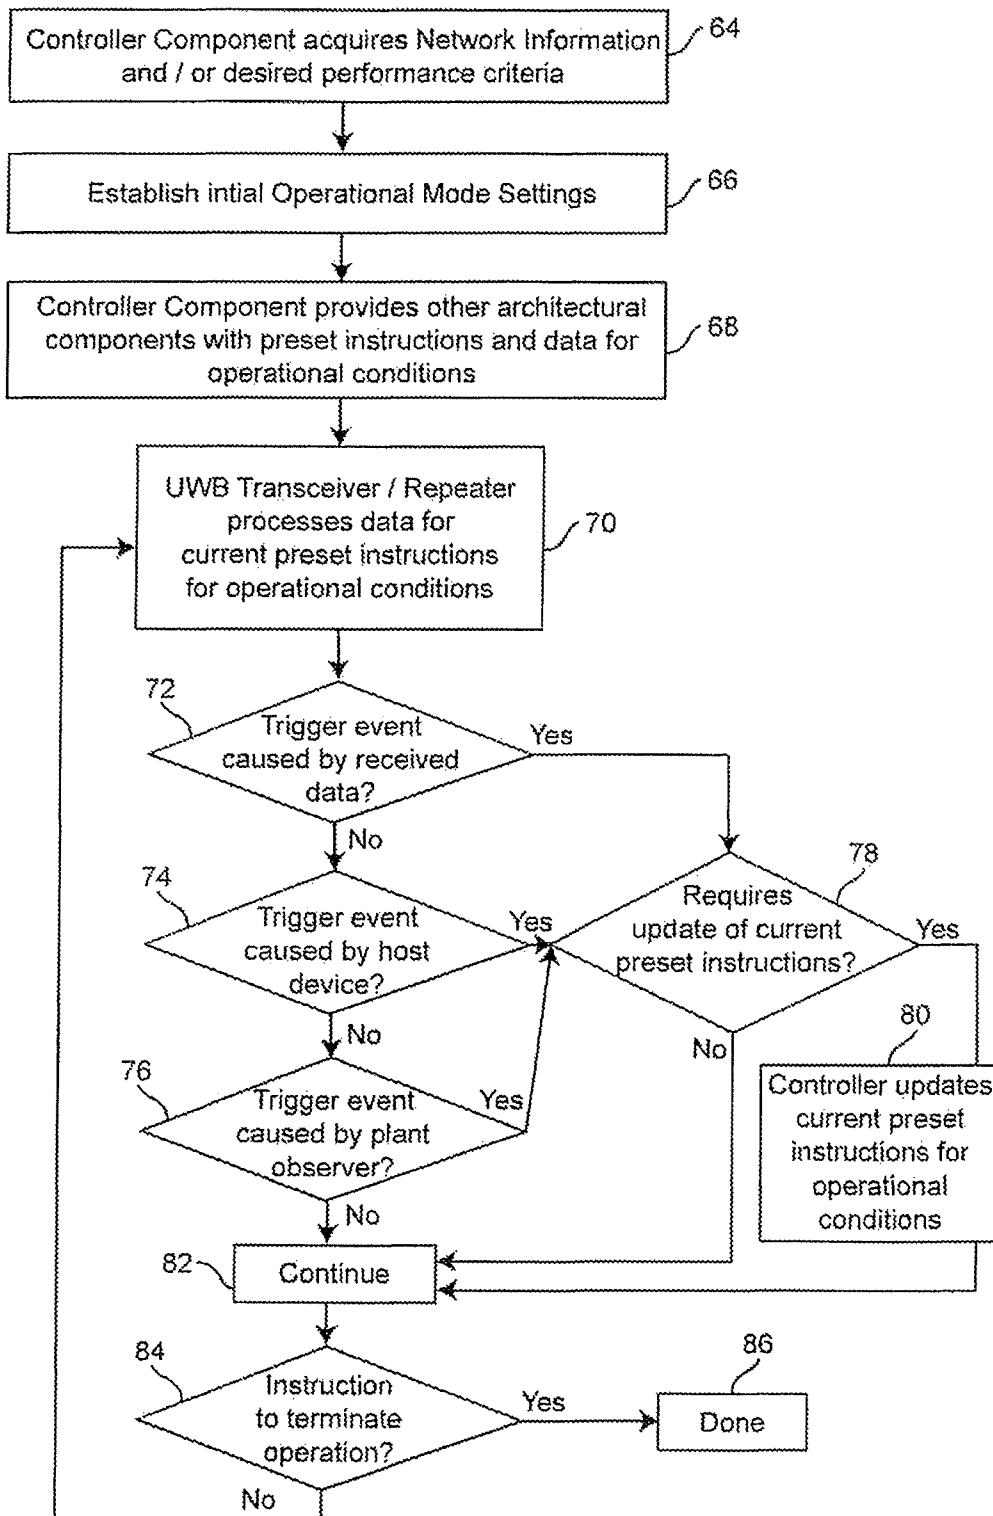 Controller Component acquires Network Information
and / or desired performance criteria
64
Establish intial Operational Mode Settings
66
Controller Component provides other architectural
components with preset instructions and data for
operational conditions
68
UWB Transceiver / Repeater
processes data for
current preset instructions
for operational conditions
70
72
Trigger event
caused by received
data?
Yes
No
74
Trigger event
caused by host
device?
Yes
No
78
Requires
update of current
preset instructions?
Yes
No
76
Trigger event
caused by plant
observer?
Yes
No
80
Controller updates
current preset
instructions for
operational
conditions
82
Continue
84
Instruction
to terminate
operation?
Yes
No
86
Done